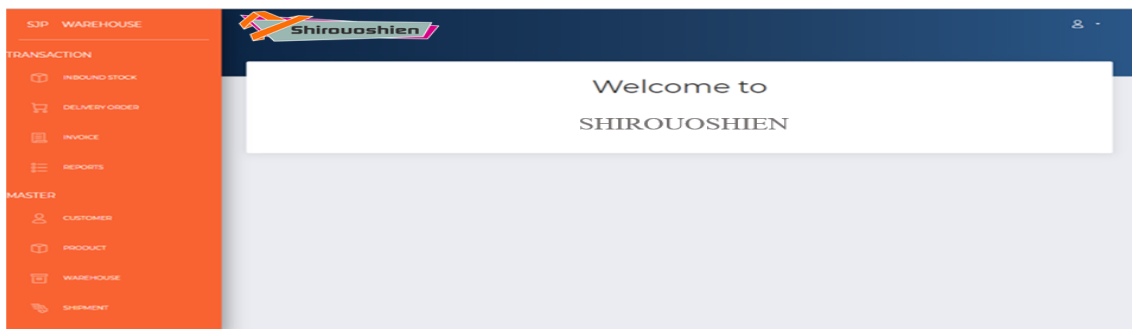 SJP WAREHOUSE
TRANSACTION
INBOUND STOCK
DELIVERY ORDER
INVOICE
REPORTS
MASTER
CUSTOMER
PRODUCT
WAREHOUSE
SHIPMENT
Shirouoshien
Welcome to
SHIROUOSHIEN